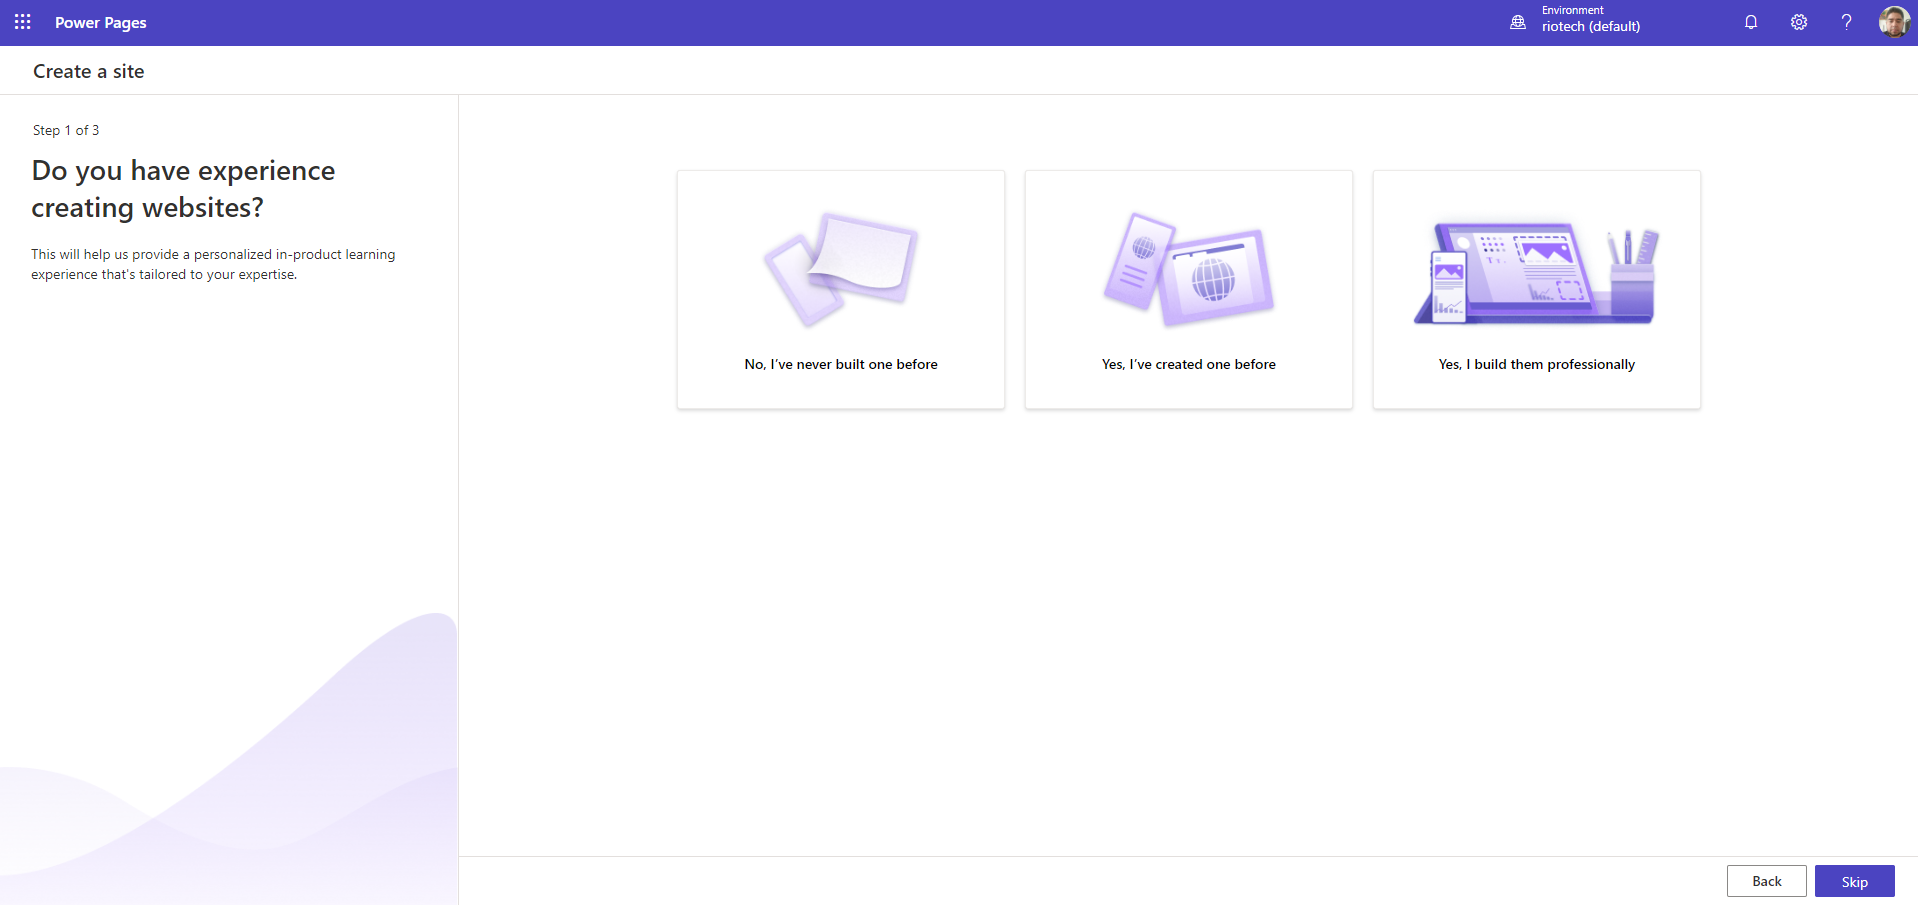 Power Pages
Environment
riotech (default)
Create a site
Step 1 of 3
Do you have experience
creating websites?
This will help us provide a personalized in-product learning
experience that's tailored to your expertise.
No, I’ve never built one before
Yes, I’ve created one before
Yes, I build them professionally
Back
Skip